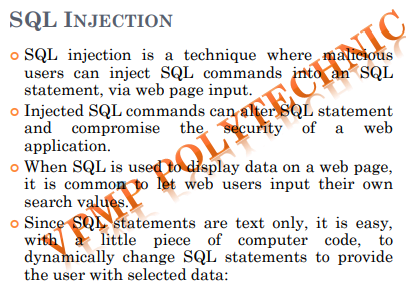 SQL INJECTION
SQL injection is a technique where malicious
users can inject SQL commands into an SQL
statement, via web page input.
Injected SQL commands can alter SQL statement
and compromise the security of a web
application.
When SQL is used to display data on a web page,
it is common to let web users input their own
search values.
Since SQL statements are text only, it is easy,
with a little piece of computer code, to
dynamically change SQL statements to provide
the user with selected data:
VPMP POLYTECHNIC